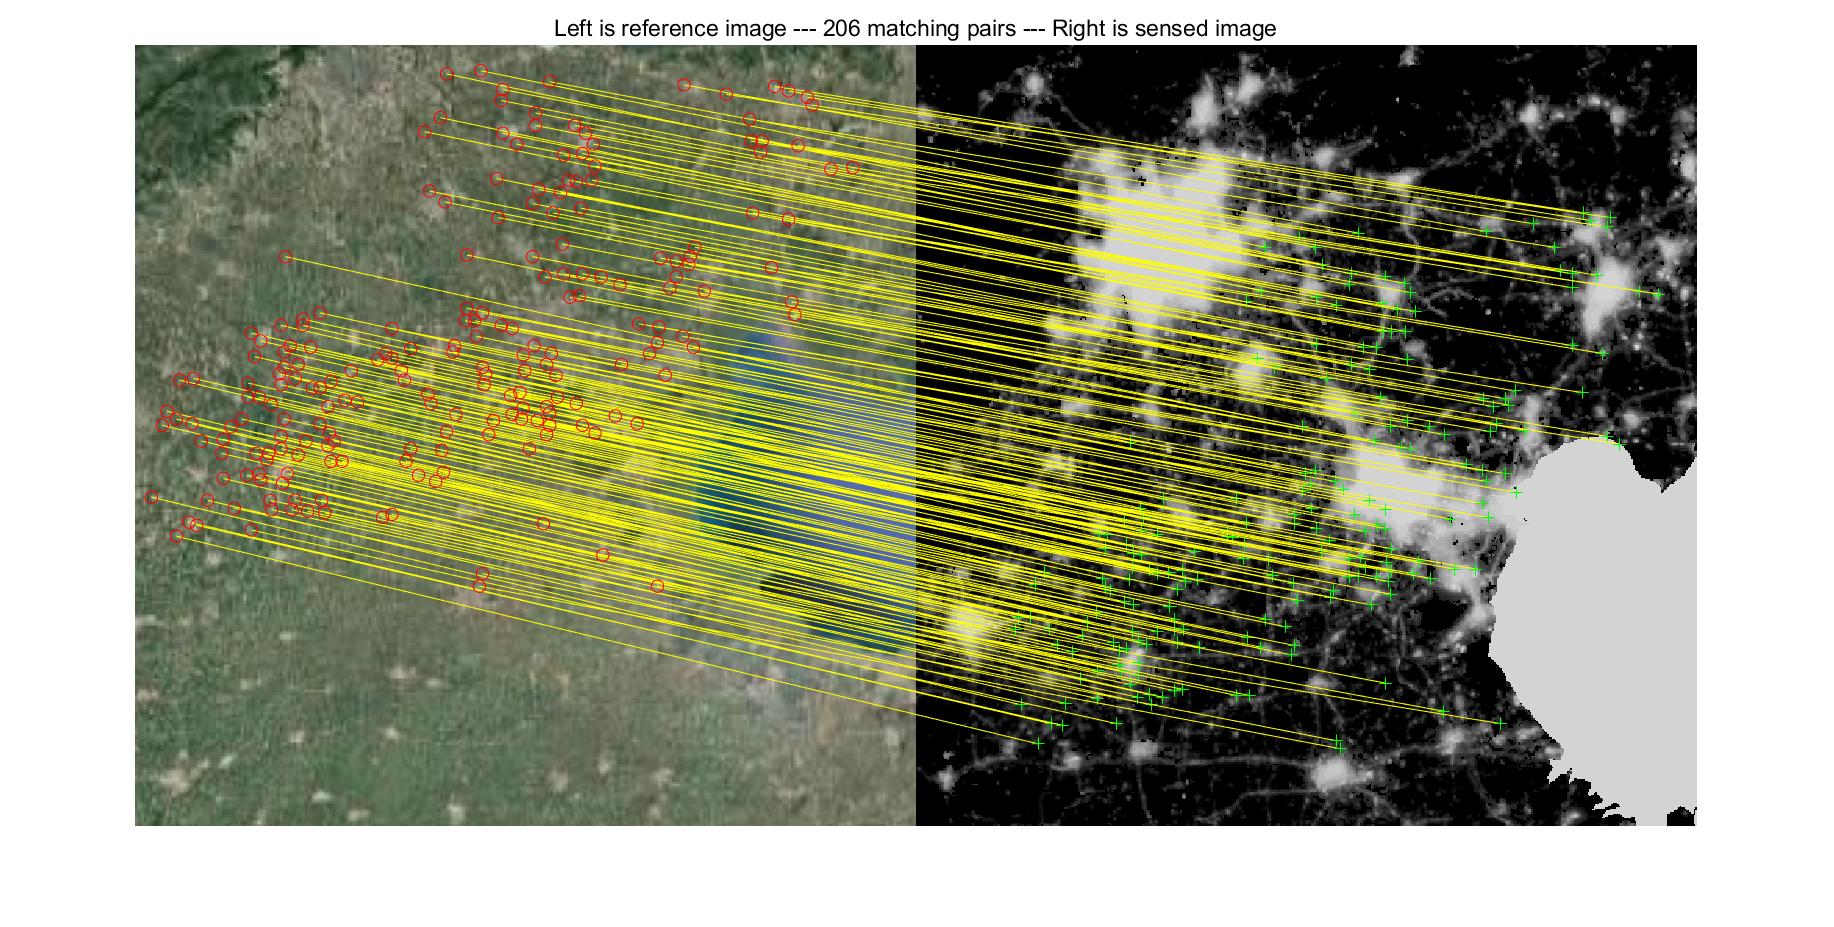 Left is reference image --- 206 matching pairs --- Right is sensed image